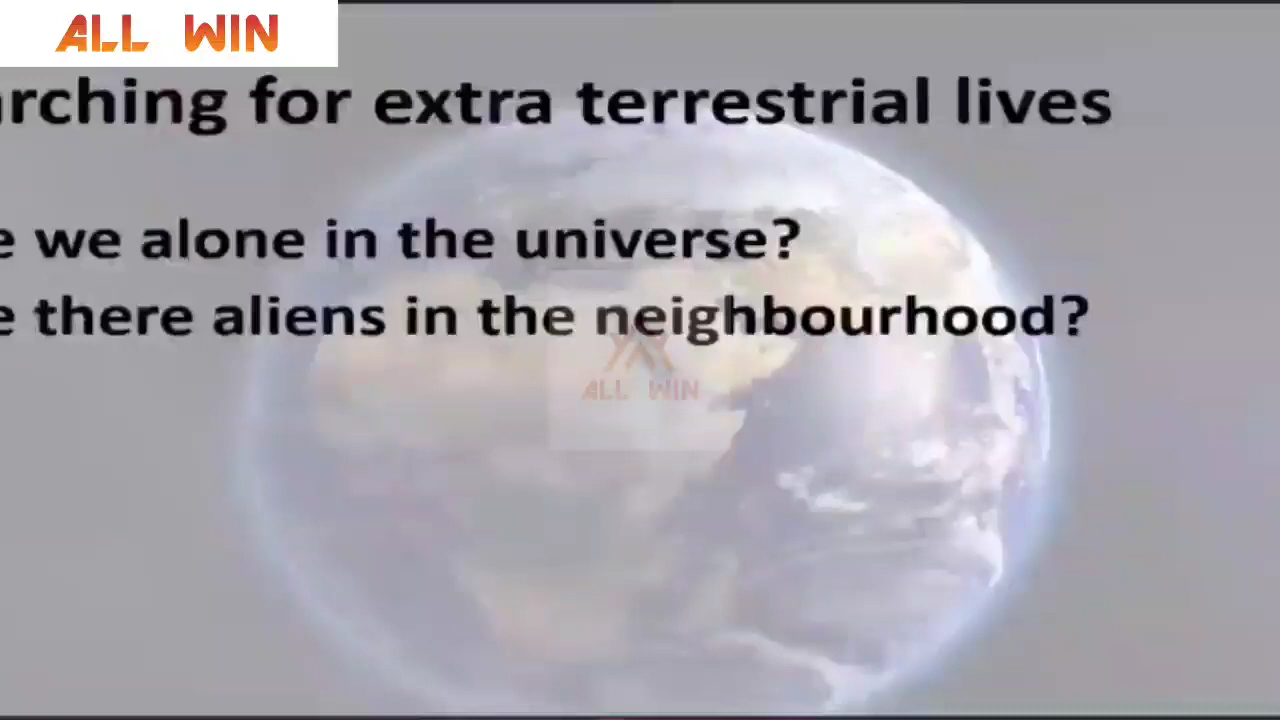 ALL WIN
rching for extra terrestrial lives
e we alone in the universe?
e there aliens in the neighbourhood?
ALL WIN